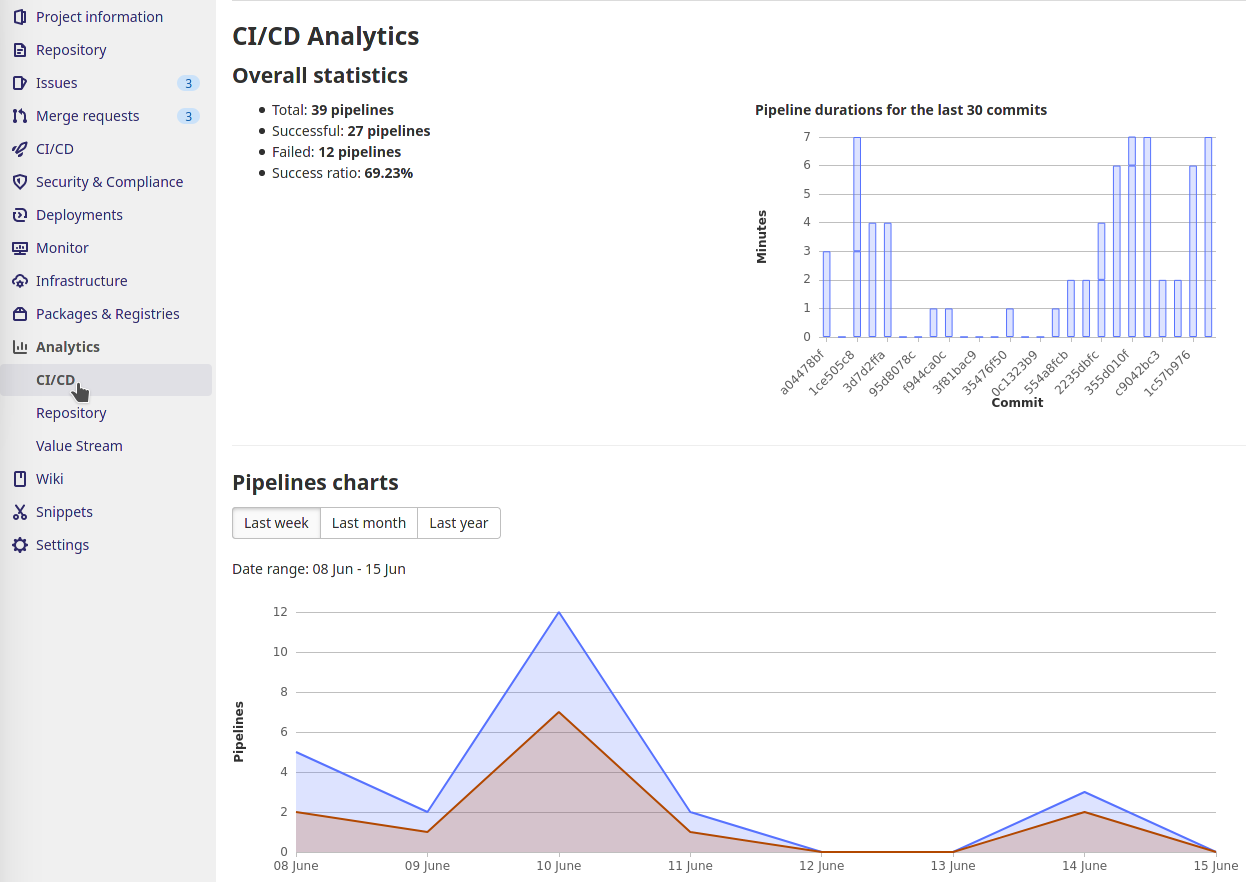 Project information
Repository
Issues 3
Merge requests 3
CI/CD
Security & Compliance
Deployments
Monitor
Infrastructure
Packages & Registries
Analytics
CI/CD
Repository
Value Stream
Wiki
Snippets
Settings
CI/CD Analytics
Overall statistics
Total: 39 pipelines
Successful: 27 pipelines
Failed: 12 pipelines
Success ratio: 69.23%
Pipeline durations for the last 30 commits
Minutes
7
6
5
4
3
2
1
0
a04478bf
1ce505c8
3d7d2ffa
95d8078c
f944ca0c
3f81bac9
35476f50
0c1323b9
554a8fcb
2235dbfc
355d010f
c9042bc3
1c57b976
Commit
Pipelines charts
Last week Last month Last year
Date range: 08 Jun - 15 Jun
Pipelines
12
10
8
6
4
2
0
08 June 09 June 10 June 11 June 12 June 13 June 14 June 15 June